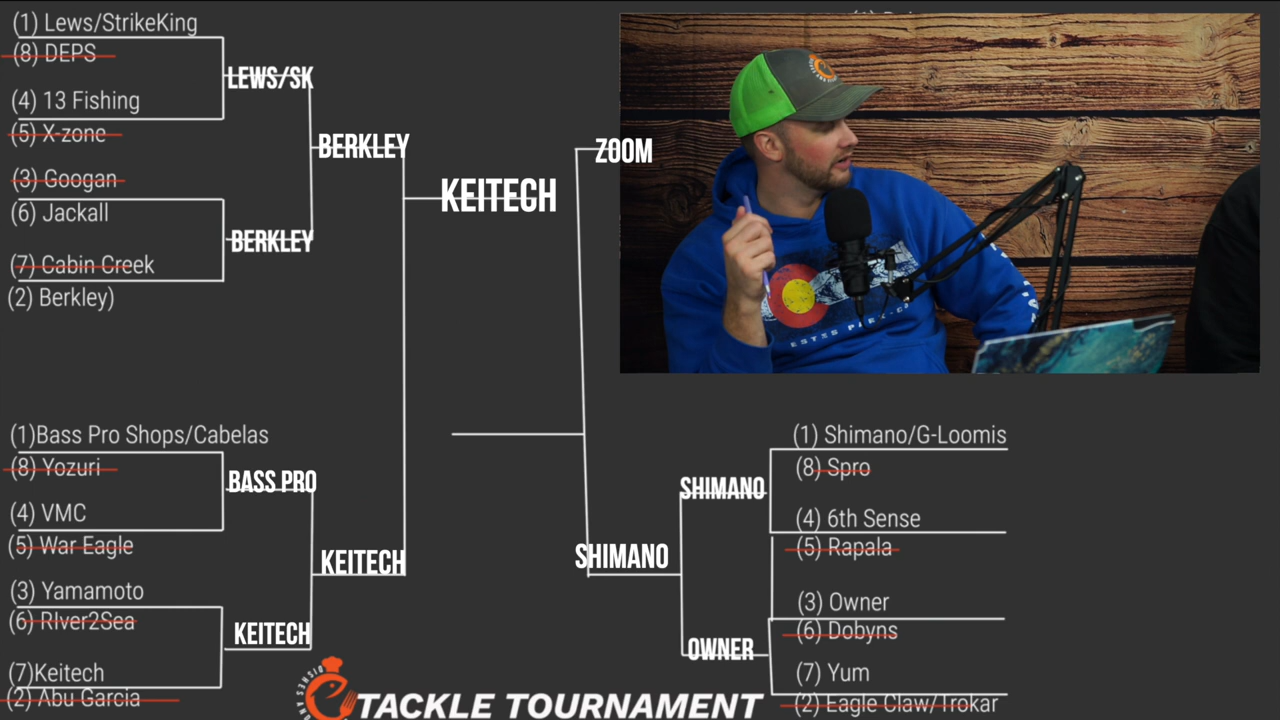 (1) Lews/StrikeKing
(8) DEPS
LEWS/SK
(4) 13 Fishing
(5) X-zone
BERKLEY
(3) Googan
(6) Jackall
BERKLEY
(7) Cabin Creek
(2) Berkley)
KEITECH
ZOOM
ESTES PARK
(1)Bass Pro Shops/Cabelas
(8) Yozuri
BASS PRO
(4) VMC
(5) War Eagle
KEITECH
(3) Yamamoto
(6) RIver2Sea
KEITECH
(7)Keitech
(2) Abu Garcia
(1) Shimano/G-Loomis
(8) Spro
SHIMANO
(4) 6th Sense
(5) Rapala
SHIMANO
(3) Owner
(6) Dobyns
OWNER
(7) Yum
(2) Eagle Claw/Trokar
TACKLE TOURNAMENT